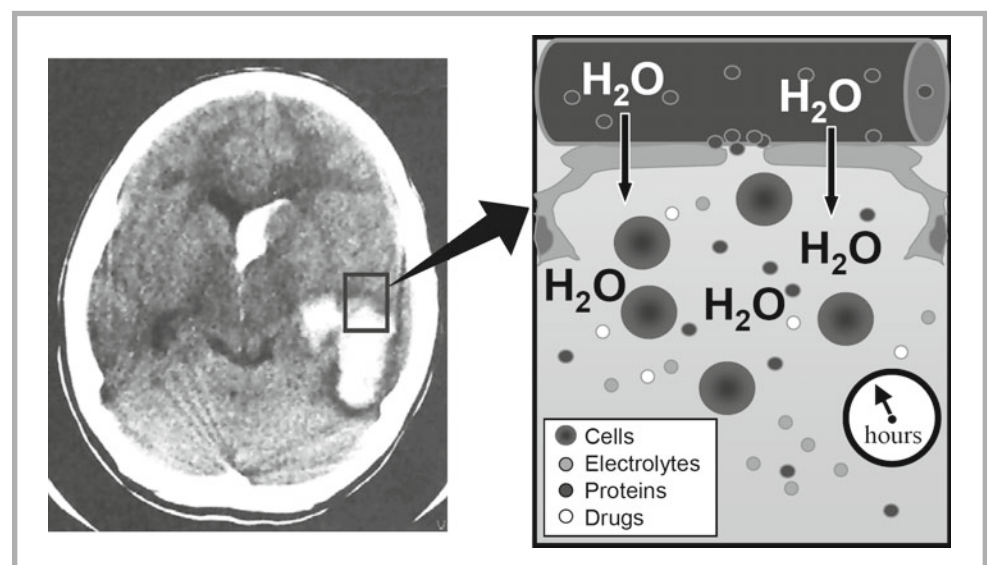 H₂O
H₂O
H₂O
H₂O
H₂O
hours
Cells
Electrolytes
Proteins
Drugs
V